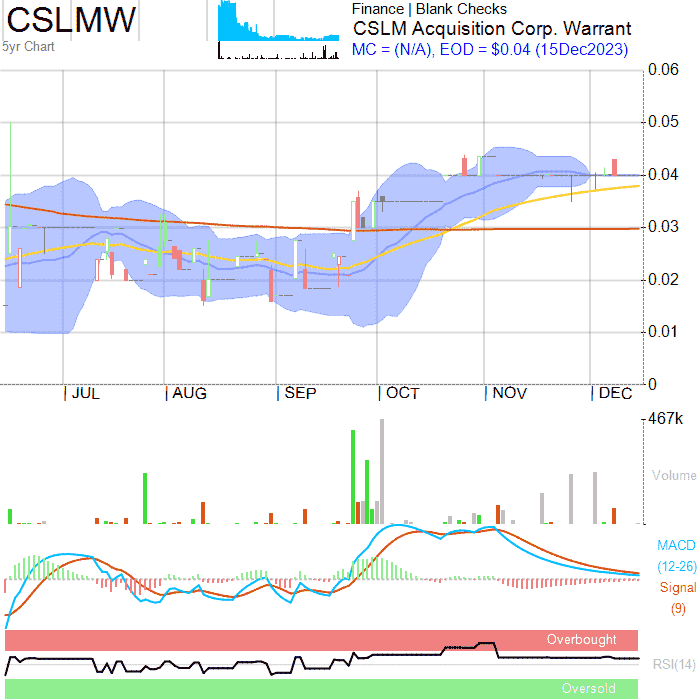 CSLMW
5yr Chart
Finance | Blank Checks
CSLM Acquisition Corp. Warrant
MC = (N/A), EOD = $0.04 (15Dec2023)
0.06
0.05
0.04
0.03
0.02
0.01
0
JUL AUG SEP OCT NOV DEC
467k
Volume
MACD
(12-26)
Signal
(9)
Overbought
RSI(14)
Oversold